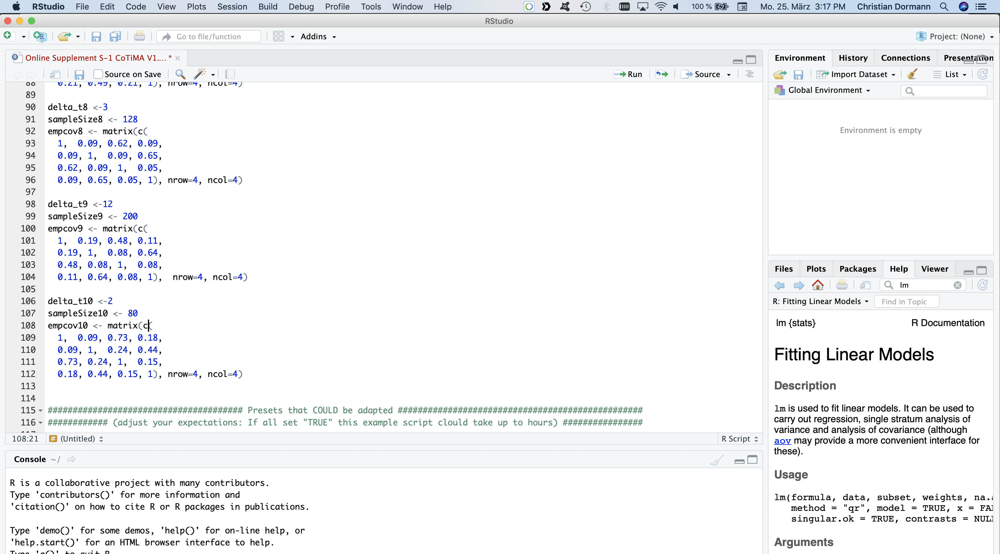 RStudio File Edit Code View Plots Session Build Debug Profile Tools Window Help 100 % Mo. 25. März 3:17 PM Christian Dormann
RStudio
Go to file/function Addins Project: (None)
Online Supplement S-1 CoTiMA V1.... * ×
Source on Save Run Source
88 0.21, 0.49, 0.21, 1), nrow=4, ncol=4)
89
90 delta_t8 <-3
91 sampleSize8 <- 128
92 empcov8 <- matrix(c(
93 1, 0.09, 0.62, 0.09,
94 0.09, 1, 0.09, 0.65,
95 0.62, 0.09, 1, 0.05,
96 0.09, 0.65, 0.05, 1), nrow=4, ncol=4)
97
98 delta_t9 <-12
99 sampleSize9 <- 200
100 empcov9 <- matrix(c(
101 1, 0.19, 0.48, 0.11,
102 0.19, 1, 0.08, 0.64,
103 0.48, 0.08, 1, 0.08,
104 0.11, 0.64, 0.08, 1), nrow=4, ncol=4)
105
106 delta_t10 <-2
107 sampleSize10 <- 80
108 empcov10 <- matrix(c(
109 1, 0.09, 0.73, 0.18,
110 0.09, 1, 0.24, 0.44,
111 0.73, 0.24, 1, 0.15,
112 0.18, 0.44, 0.15, 1), nrow=4, ncol=4)
113
114
115 ####################################### Presets that COULD be adapted #################################################
116 ############ (adjust your expectations: If all set "TRUE" this example script clould take up to hours) ################
117
108:21 # (Untitled) R Script
Console ~/
R is a collaborative project with many contributors.
Type 'contributors()' for more information and
'citation()' on how to cite R or R packages in publications.
Type 'demo()' for some demos, 'help()' for on-line help, or
'help.start()' for an HTML browser interface to help.
Type 'q()' to quit R.
Environment History Connections Presentation
Import Dataset List
Global Environment
Environment is empty
Files Plots Packages Help Viewer
lm
R: Fitting Linear Models Find in Topic
lm {stats} R Documentation
Fitting Linear Models
Description
lm is used to fit linear models. It can be used to
carry out regression, single stratum analysis of
variance and analysis of covariance (although
aov may provide a more convenient interface for
these).
Usage
lm(formula, data, subset, weights, na.a
method = "qr", model = TRUE, x = FAL
singular.ok = TRUE, contrasts = NULL
Arguments